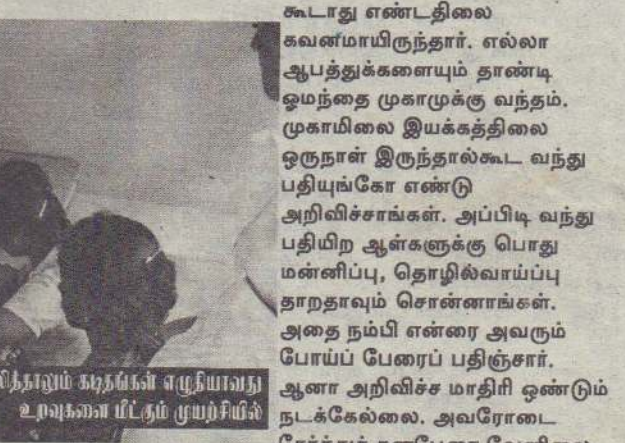 கூடாது எண்டதிலை
கவனமாயிருந்தார். எல்லா
ஆபத்துக்களையும் தாண்டி
ஓமந்தை முகாமுக்கு வந்தம்.
முகாமிலை இயக்கத்திலை
ஒருநாள் இருந்தால்கூட வந்து
பதியுங்கோ எண்டு
அறிவிச்சாங்கள். அப்பிடி வந்து
பதியிற ஆள்களுக்கு பொது
மன்னிப்பு, தொழில்வாய்ப்பு
தாறதாவும் சொன்னாங்கள்.
அதை நம்பி என்ரை அவரும்
போய்ப் பேரைப் பதிஞ்சார்.
ஆனா அறிவிச்ச மாதிரி ஒண்டும்
நடக்கேல்லை. அவரோடை
கடிதங்கள் எழுதியாவது
உறவுகளை மீட்கும் முயற்சியில்